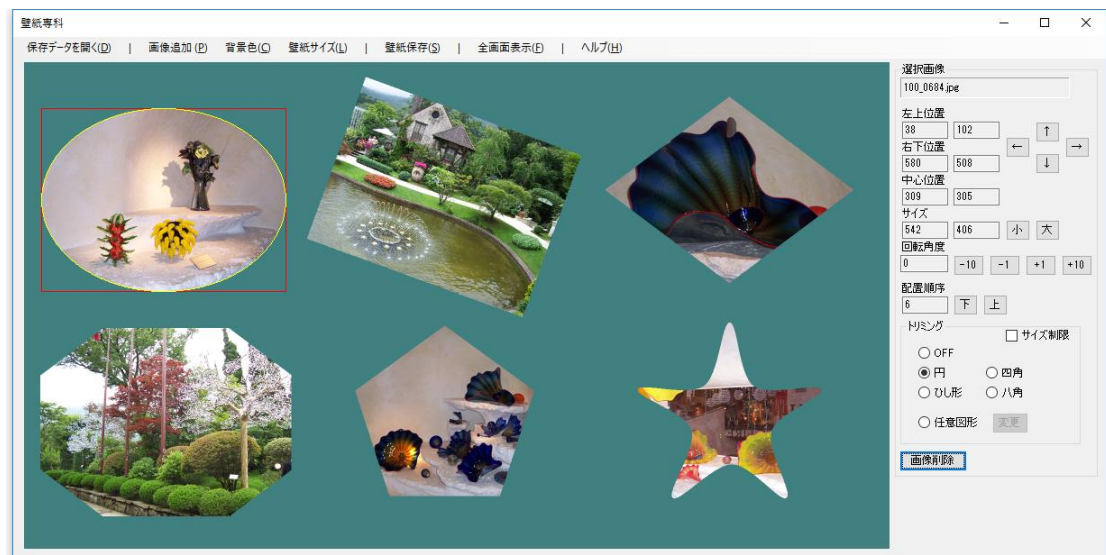 壁紙専科
保存データを開く(D) | 画像追加(P) 背景色(C) 壁紙サイズ(L) | 壁紙保存(S) | 全画面表示(F) | ヘルプ(H)
選択画像
100_0684.jpg
左上位置
38 102
← ↑ → ↓
右下位置
580 508
中心位置
309 305
サイズ
542 406 小 大
回転角度
0 -10 -1 +1 +10
配置順序
6 下 上
トリミング
サイズ制限
OFF
円 四角
ひし形 八角
任意図形 変更
画像削除